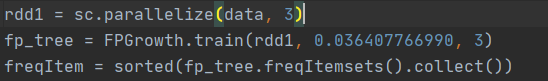 rdd1 = sc.parallelize(data, 3)
fp_tree = FPGrowth.train(rdd1, 0.036407766990, 3)
freqItem = sorted(fp_tree.freqItemsets().collect())